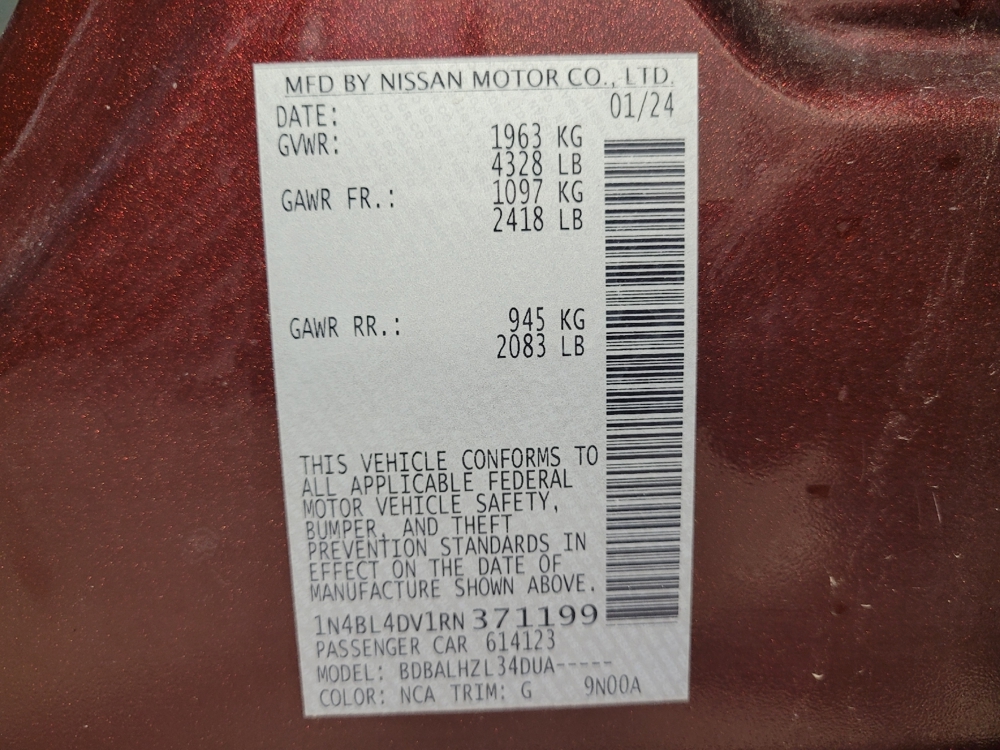 MFD BY NISSAN MOTOR CO., LTD.
DATE: 01/24
GVWR: 1963 KG
4328 LB
GAWR FR.: 1097 KG
2418 LB
GAWR RR.: 945 KG
2083 LB
THIS VEHICLE CONFORMS TO
ALL APPLICABLE FEDERAL
MOTOR VEHICLE SAFETY,
BUMPER, AND THEFT
PREVENTION STANDARDS IN
EFFECT ON THE DATE OF
MANUFACTURE SHOWN ABOVE.
1N4BL4DV1RN371199
PASSENGER CAR 614123
MODEL: BDBALHZL34DUA-----
COLOR: NCA TRIM: G 9N00A